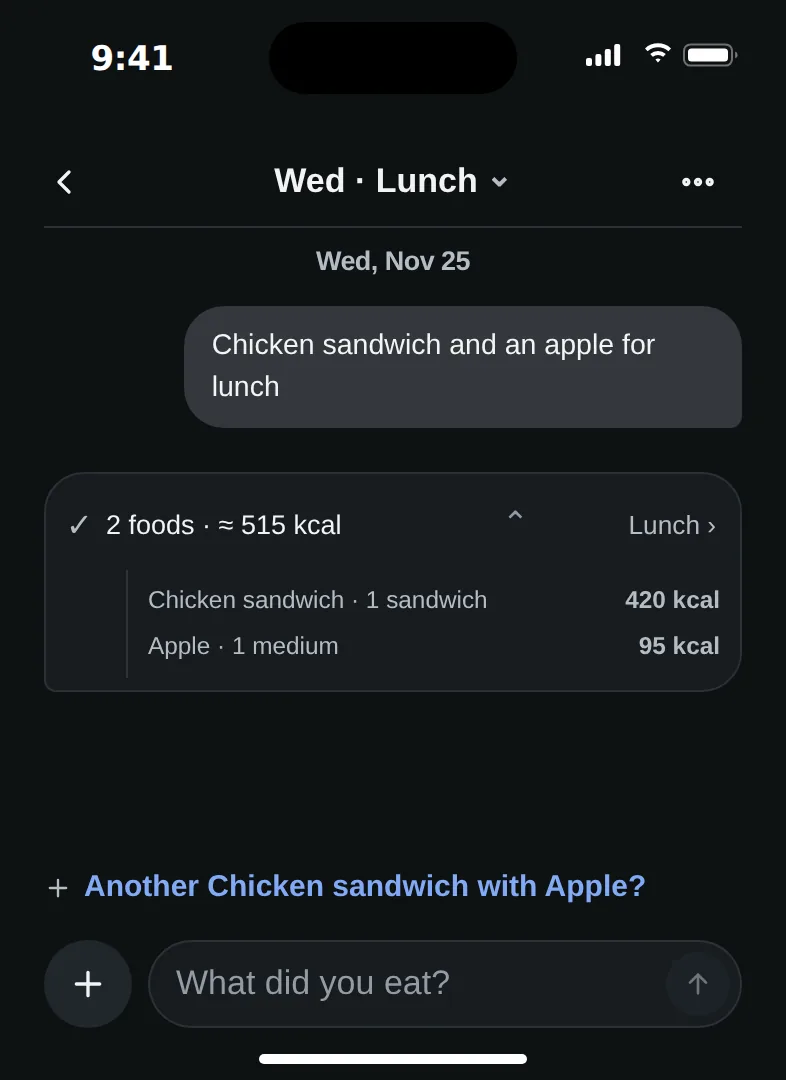 9:41
Wed · Lunch
Wed, Nov 25
Chicken sandwich and an apple for
lunch
✓ 2 foods · ≈ 515 kcal Lunch ›
Chicken sandwich · 1 sandwich 420 kcal
Apple · 1 medium 95 kcal
+ Another Chicken sandwich with Apple?
What did you eat?